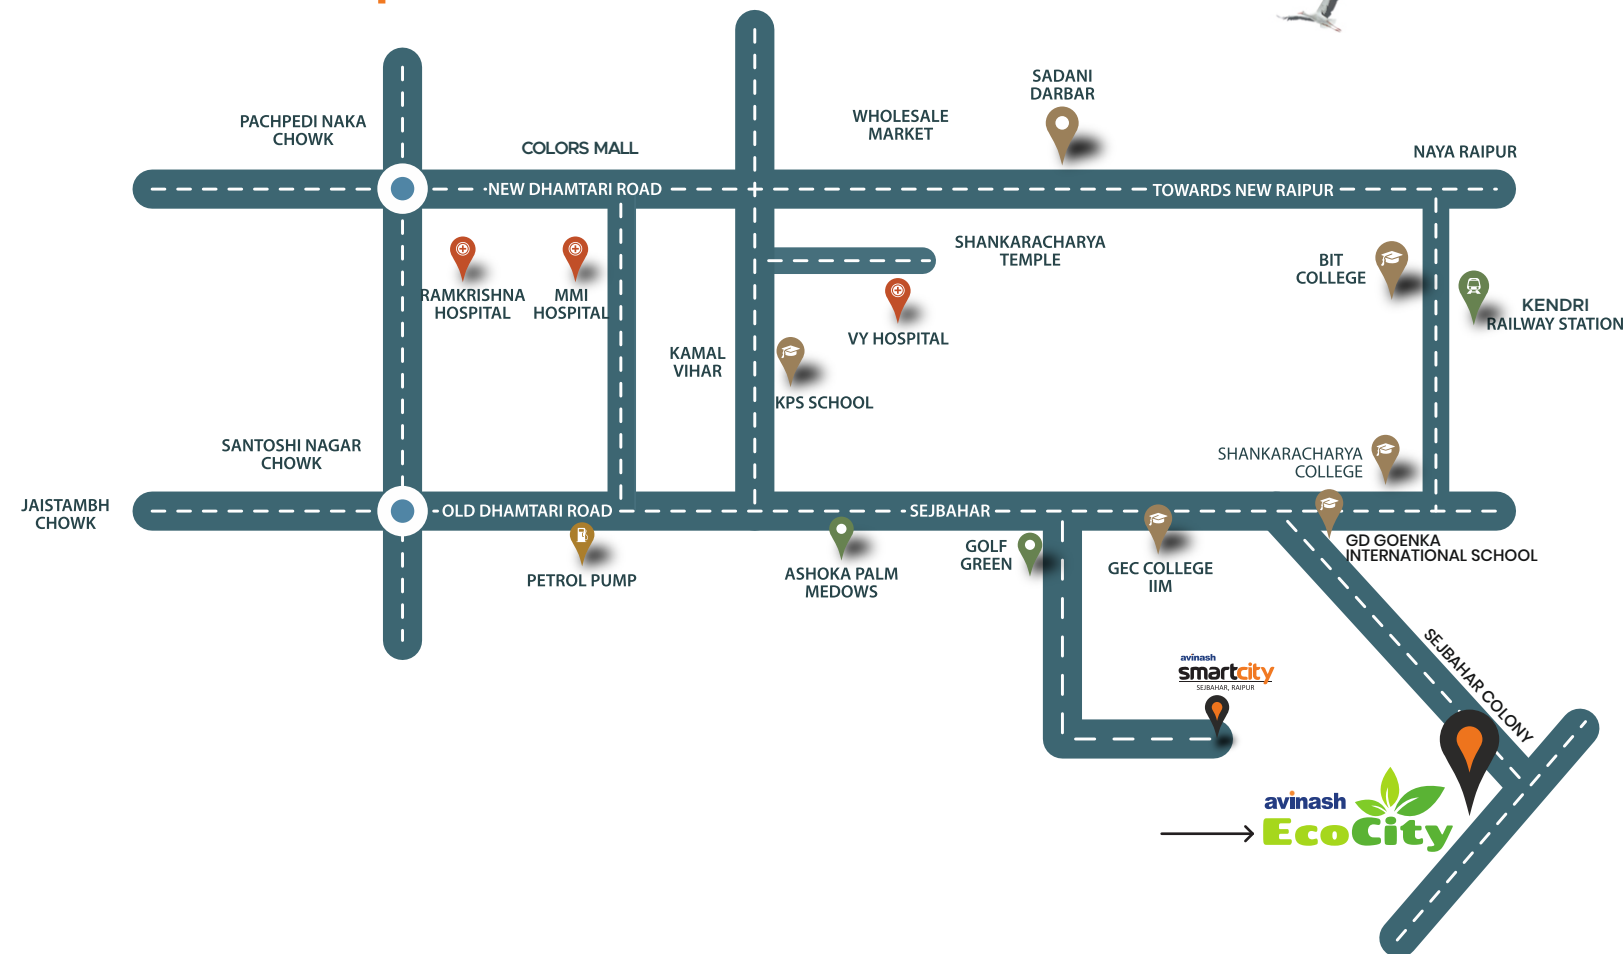 SADANI
DARBAR
WHOLESALE
MARKET
PACHPEDI NAKA
CHOWK
COLORS MALL
NAYA RAIPUR
NEW DHAMTARI ROAD
TOWARDS NEW RAIPUR
SHANKARACHARYA
TEMPLE
BIT
COLLEGE
RAMKRISHNA
HOSPITAL
MMI
HOSPITAL
KENDRI
RAILWAY STATION
VY HOSPITAL
KAMAL
VIHAR
KPS SCHOOL
SANTOSHI NAGAR
CHOWK
SHANKARACHARYA
COLLEGE
JAISTAMBH
CHOWK
OLD DHAMTARI ROAD
SEJBAHAR
GD GOENKA
INTERNATIONAL SCHOOL
GOLF
GREEN
GEC COLLEGE
IIM
PETROL PUMP
ASHOKA PALM
MEDOWS
SEJBAHAR COLONY
avinash
smartcity
SEJBAHAR, RAIPUR
avinash
EcoCity